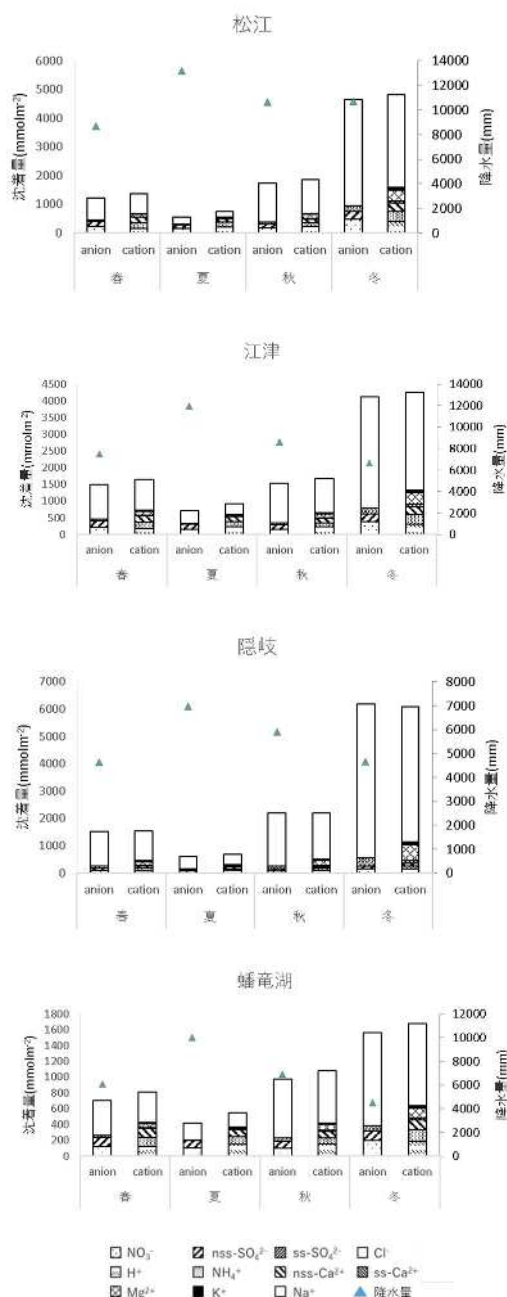 松江
沈着量(mmolm⁻²)
降水量(mm)
6000
5000
4000
3000
2000
1000
0
14000
12000
10000
8000
6000
4000
2000
0
anion cation anion cation anion cation anion cation
春 夏 秋 冬
江津
沈着量(mmolm⁻²)
降水量(mm)
4500
4000
3500
3000
2500
2000
1500
1000
500
0
14000
12000
10000
8000
6000
4000
2000
0
anion cation anion cation anion cation anion cation
春 夏 秋 冬
隠岐
沈着量(mmolm⁻²)
降水量(mm)
7000
6000
5000
4000
3000
2000
1000
0
8000
7000
6000
5000
4000
3000
2000
1000
0
anion cation anion cation anion cation anion cation
春 夏 秋 冬
蟠竜湖
沈着量(mmolm⁻²)
降水量(mm)
1800
1600
1400
1200
1000
800
600
400
200
0
12000
10000
8000
6000
4000
2000
0
anion cation anion cation anion cation anion cation
春 夏 秋 冬
NO₃⁻ nss-SO₄²⁻ ss-SO₄²⁻ Cl⁻
H⁺ NH₄⁺ nss-Ca²⁺ ss-Ca²⁺
Mg²⁺ K⁺ Na⁺ 降水量